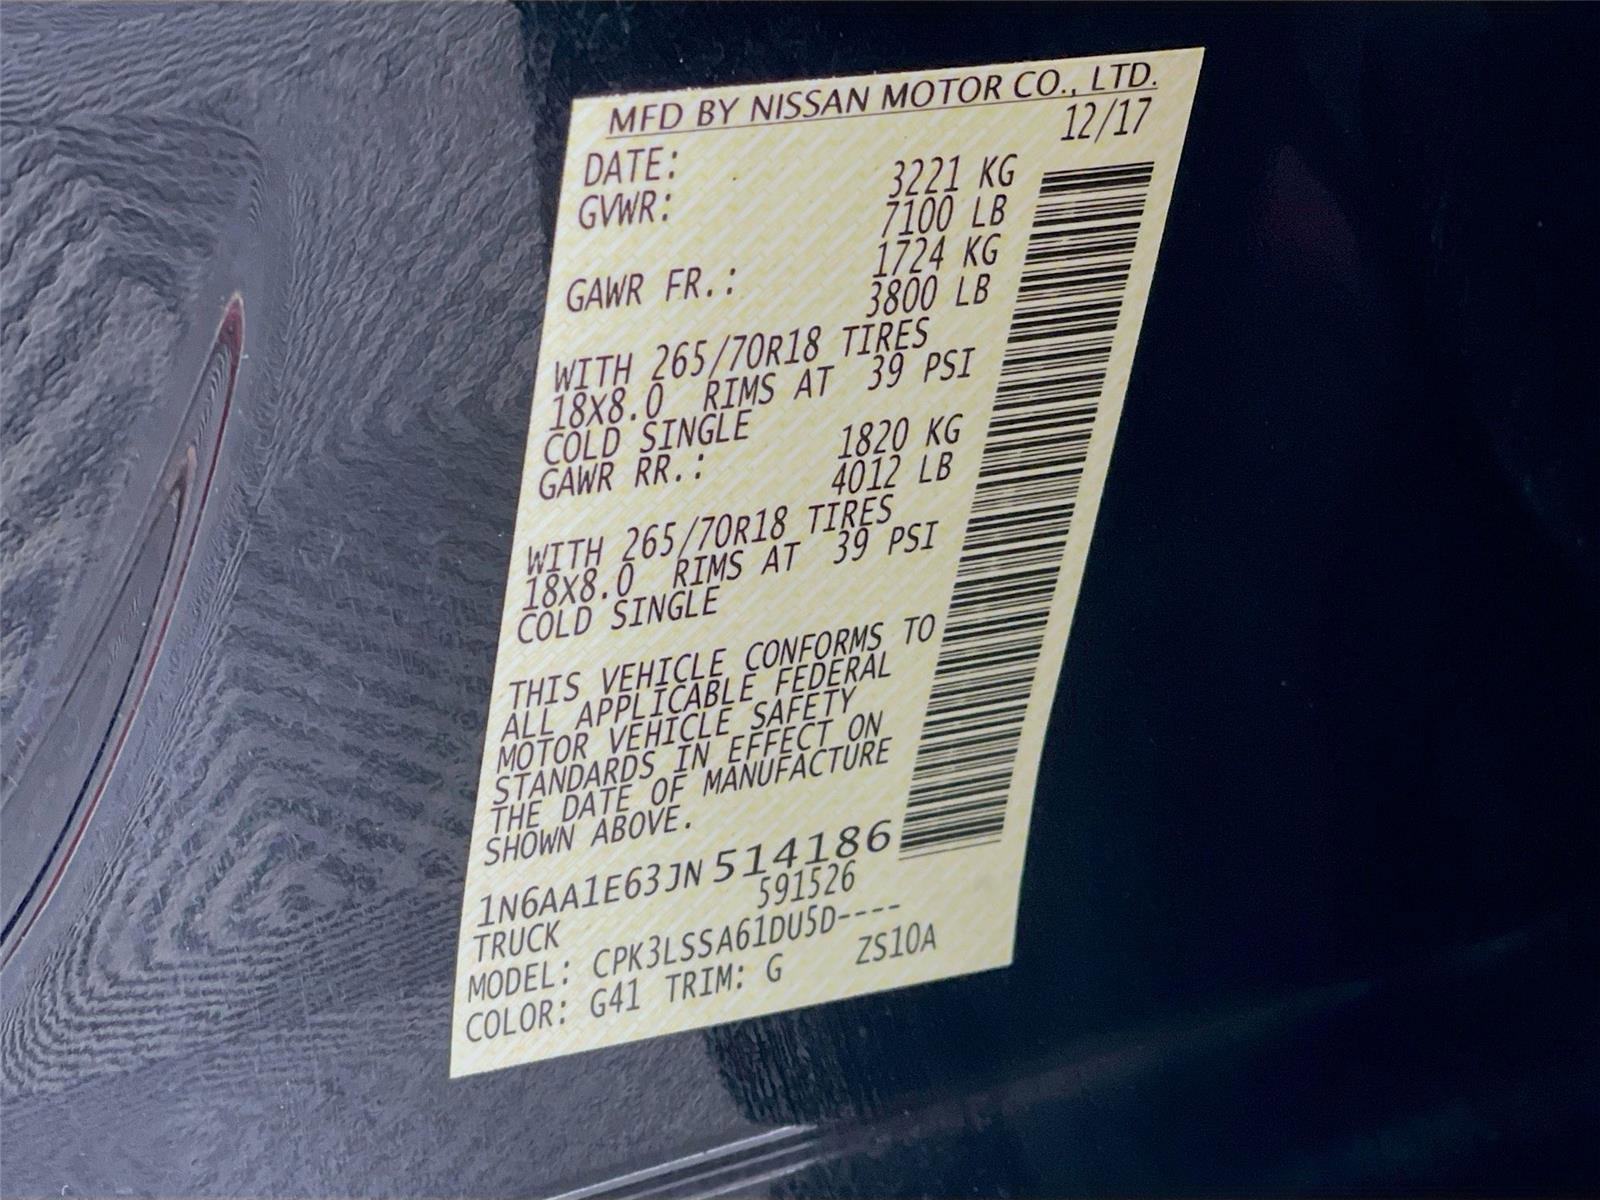 MFD BY NISSAN MOTOR CO., LTD.
DATE: 12/17
GVWR: 3221 KG
7100 LB
GAWR FR.: 1724 KG
3800 LB
WITH 265/70R18 TIRES
18X8.0 RIMS AT 39 PSI
COLD SINGLE
GAWR RR.: 1820 KG
4012 LB
WITH 265/70R18 TIRES
18X8.0 RIMS AT 39 PSI
COLD SINGLE
THIS VEHICLE CONFORMS TO
ALL APPLICABLE FEDERAL
MOTOR VEHICLE SAFETY
STANDARDS IN EFFECT ON
THE DATE OF MANUFACTURE
SHOWN ABOVE.
1N6AA1E63JN514186
TRUCK 591526
MODEL: CPK3LSSA61DU5D----
COLOR: G41 TRIM: G ZS10A